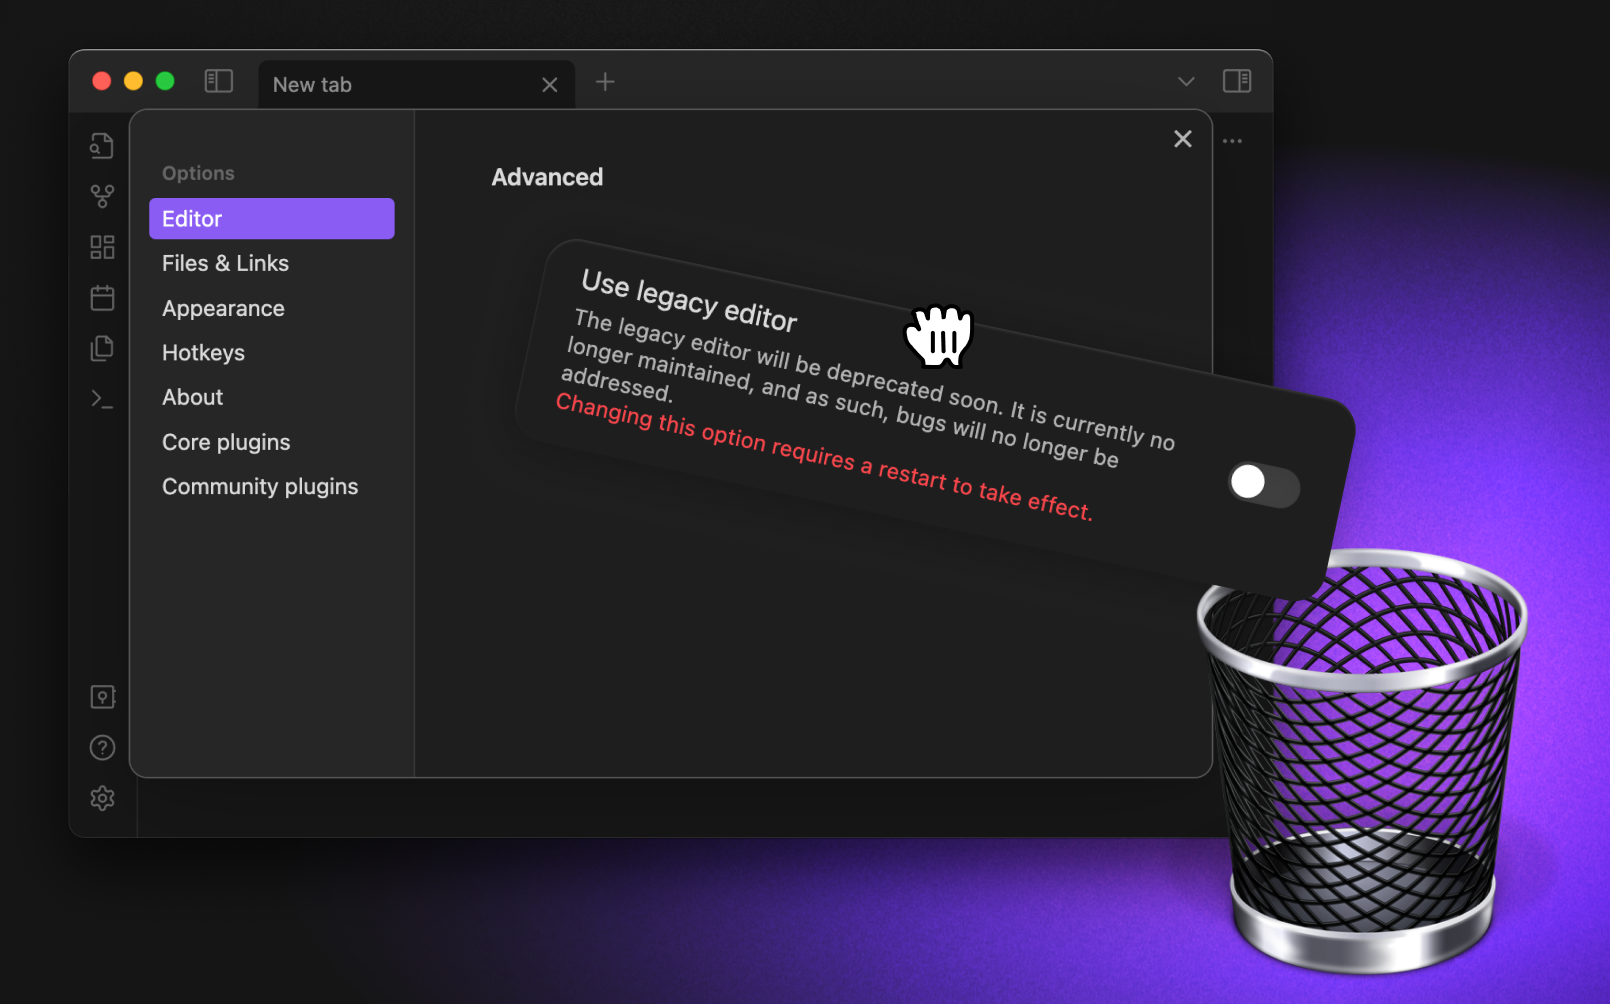 New tab
Options
Editor
Files & Links
Appearance
Hotkeys
About
Core plugins
Community plugins
Advanced
Use legacy editor
The legacy editor will be deprecated soon. It is currently no
longer maintained, and as such, bugs will no longer be
addressed.
Changing this option requires a restart to take effect.